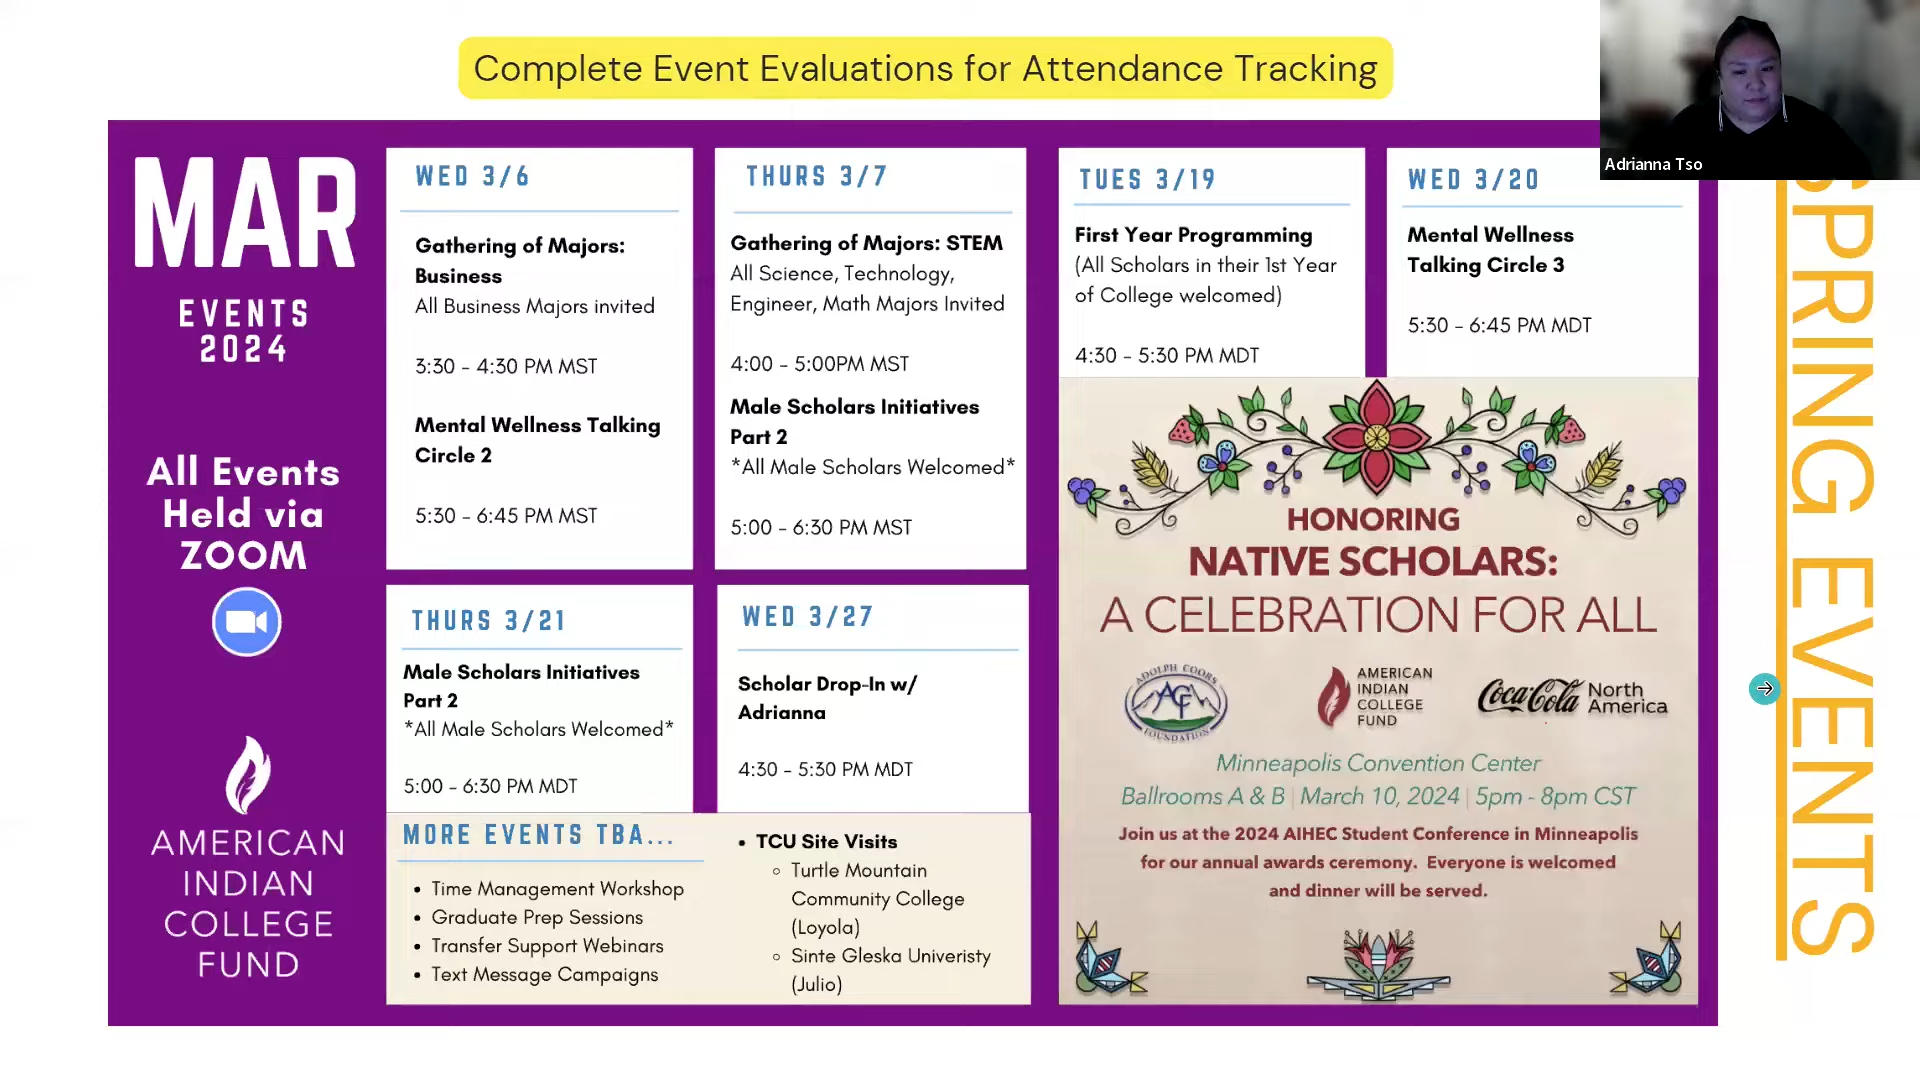 Complete Event Evaluations for Attendance Tracking
Adrianna Tso
MAR
EVENTS
2024
All Events
Held via
ZOOM
AMERICAN
INDIAN
COLLEGE
FUND
WED 3/6
Gathering of Majors:
Business
All Business Majors invited
3:30 - 4:30 PM MST
Mental Wellness Talking
Circle 2
5:30 - 6:45 PM MST
THURS 3/7
Gathering of Majors: STEM
All Science, Technology,
Engineer, Math Majors Invited
4:00 - 5:00PM MST
Male Scholars Initiatives
Part 2
*All Male Scholars Welcomed*
5:00 - 6:30 PM MST
TUES 3/19
First Year Programming
(All Scholars in their 1st Year
of College welcomed)
4:30 - 5:30 PM MDT
WED 3/20
Mental Wellness
Talking Circle 3
5:30 - 6:45 PM MDT
THURS 3/21
Male Scholars Initiatives
Part 2
*All Male Scholars Welcomed*
5:00 - 6:30 PM MDT
WED 3/27
Scholar Drop-In w/
Adrianna
4:30 - 5:30 PM MDT
MORE EVENTS TBA...
• Time Management Workshop
• Graduate Prep Sessions
• Transfer Support Webinars
• Text Message Campaigns
• TCU Site Visits
○ Turtle Mountain
Community College
(Loyola)
○ Sinte Gleska Univeristy
(Julio)
HONORING
NATIVE SCHOLARS:
A CELEBRATION FOR ALL
ADOLPH COORS
ACF
FOUNDATION
AMERICAN
INDIAN
COLLEGE
FUND
Coca-Cola North
America
Minneapolis Convention Center
Ballrooms A & B | March 10, 2024 | 5pm - 8pm CST
Join us at the 2024 AIHEC Student Conference in Minneapolis
for our annual awards ceremony. Everyone is welcomed
and dinner will be served.
SPRING EVENTS